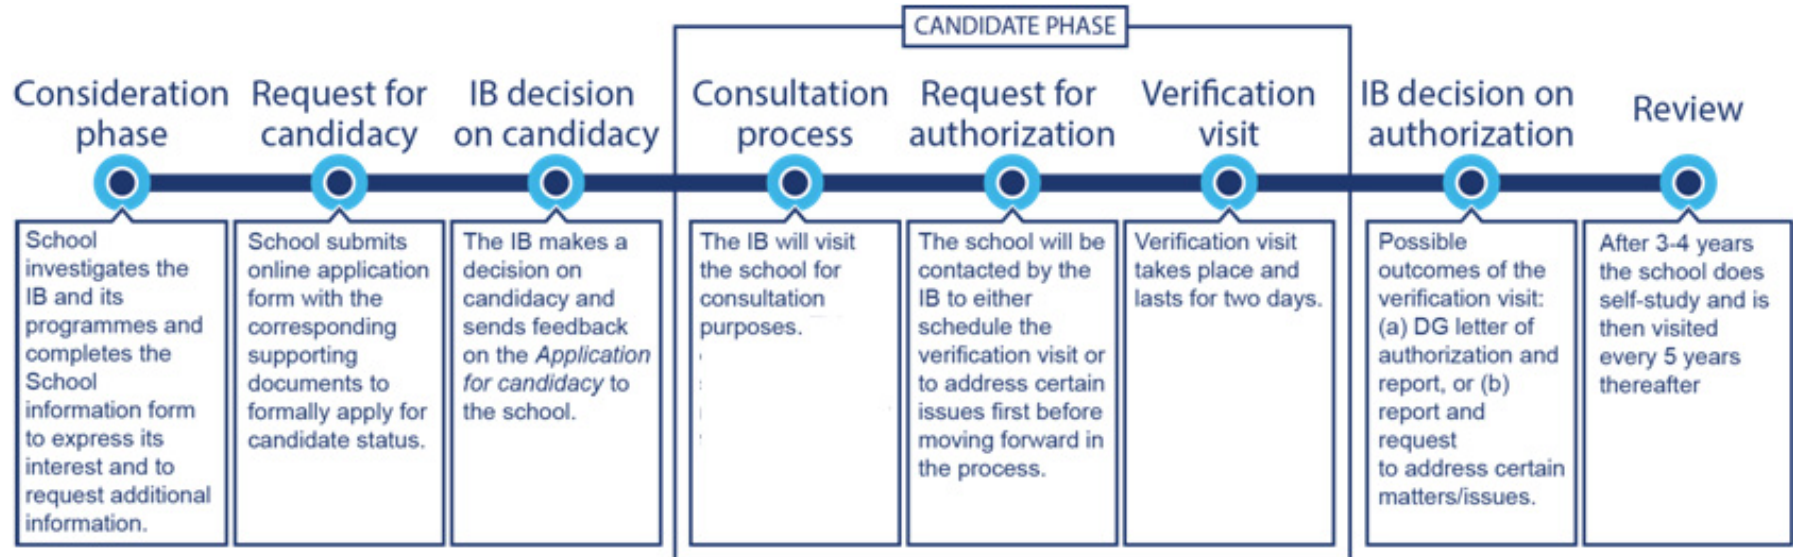 CANDIDATE PHASE
Consideration
phase
Request for
candidacy
IB decision
on candidacy
Consultation
process
Request for
authorization
Verification
visit
IB decision on
authorization
Review
School
investigates the
IB and its
programmes and
completes the
School
information form
to express its
interest and to
request additional
information.
School submits
online application
form with the
corresponding
supporting
documents to
formally apply for
candidate status.
The IB makes a
decision on
candidacy and
sends feedback
on the Application
for candidacy to
the school.
The IB will visit
the school for
consultation
purposes.
The school will be
contacted by the
IB to either
schedule the
verification visit or
to address certain
issues first before
moving forward in
the process.
Verification visit
takes place and
lasts for two days.
Possible
outcomes of the
verification visit:
(a) DG letter of
authorization and
report, or (b)
report and
request
to address certain
matters/issues.
After 3-4 years
the school does
self-study and is
then visited
every 5 years
thereafter